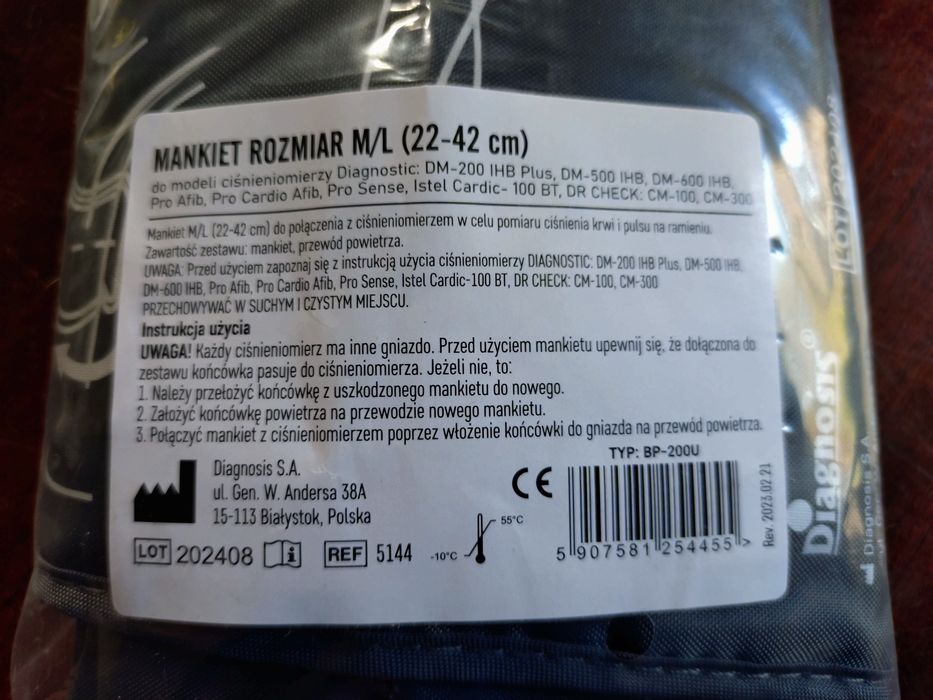 MANKIET ROZMIAR M/L (22-42 cm)
do modeli ciśnieniomierzy Diagnostic: DM-200 IHB Plus, DM-500 IHB, DM-600 IHB,
Pro Afib, Pro Cardio Afib, Pro Sense, Istel Cardic- 100 BT, DR CHECK: CM-100, CM-300
Mankiet M/L (22-42 cm) do połączenia z ciśnieniomierzem w celu pomiaru ciśnienia krwi i pulsu na ramieniu.
Zawartość zestawu: mankiet, przewód powietrza.
UWAGA: Przed użyciem zapoznaj się z instrukcją użycia ciśnieniomierzy DIAGNOSTIC: DM-200 IHB Plus, DM-500 IHB,
DM-600 IHB, Pro Afib, Pro Cardio Afib, Pro Sense, Istel Cardic-100 BT, DR CHECK: CM-100, CM-300
PRZECHOWYWAĆ W SUCHYM I CZYSTYM MIEJSCU.
Instrukcja użycia
UWAGA! Każdy ciśnieniomierz ma inne gniazdo. Przed użyciem mankietu upewnij się, że dołączona do
zestawu końcówka pasuje do ciśnieniomierza. Jeżeli nie, to:
1. Należy przełożyć końcówkę z uszkodzonego mankietu do nowego.
2. Założyć końcówkę powietrza na przewodzie nowego mankietu.
3. Połączyć mankiet z ciśnieniomierzem poprzez włożenie końcówki do gniazda na przewód powietrza.
Diagnosis S.A.
ul. Gen. W. Andersa 38A
15-113 Białystok, Polska
LOT 202408
REF 5144
-10°C
55°C
CE
TYP: BP-200U
5 907581 254455 >
Rev. 2023.02.21
Diagnosis®
Diagnosis S.A.